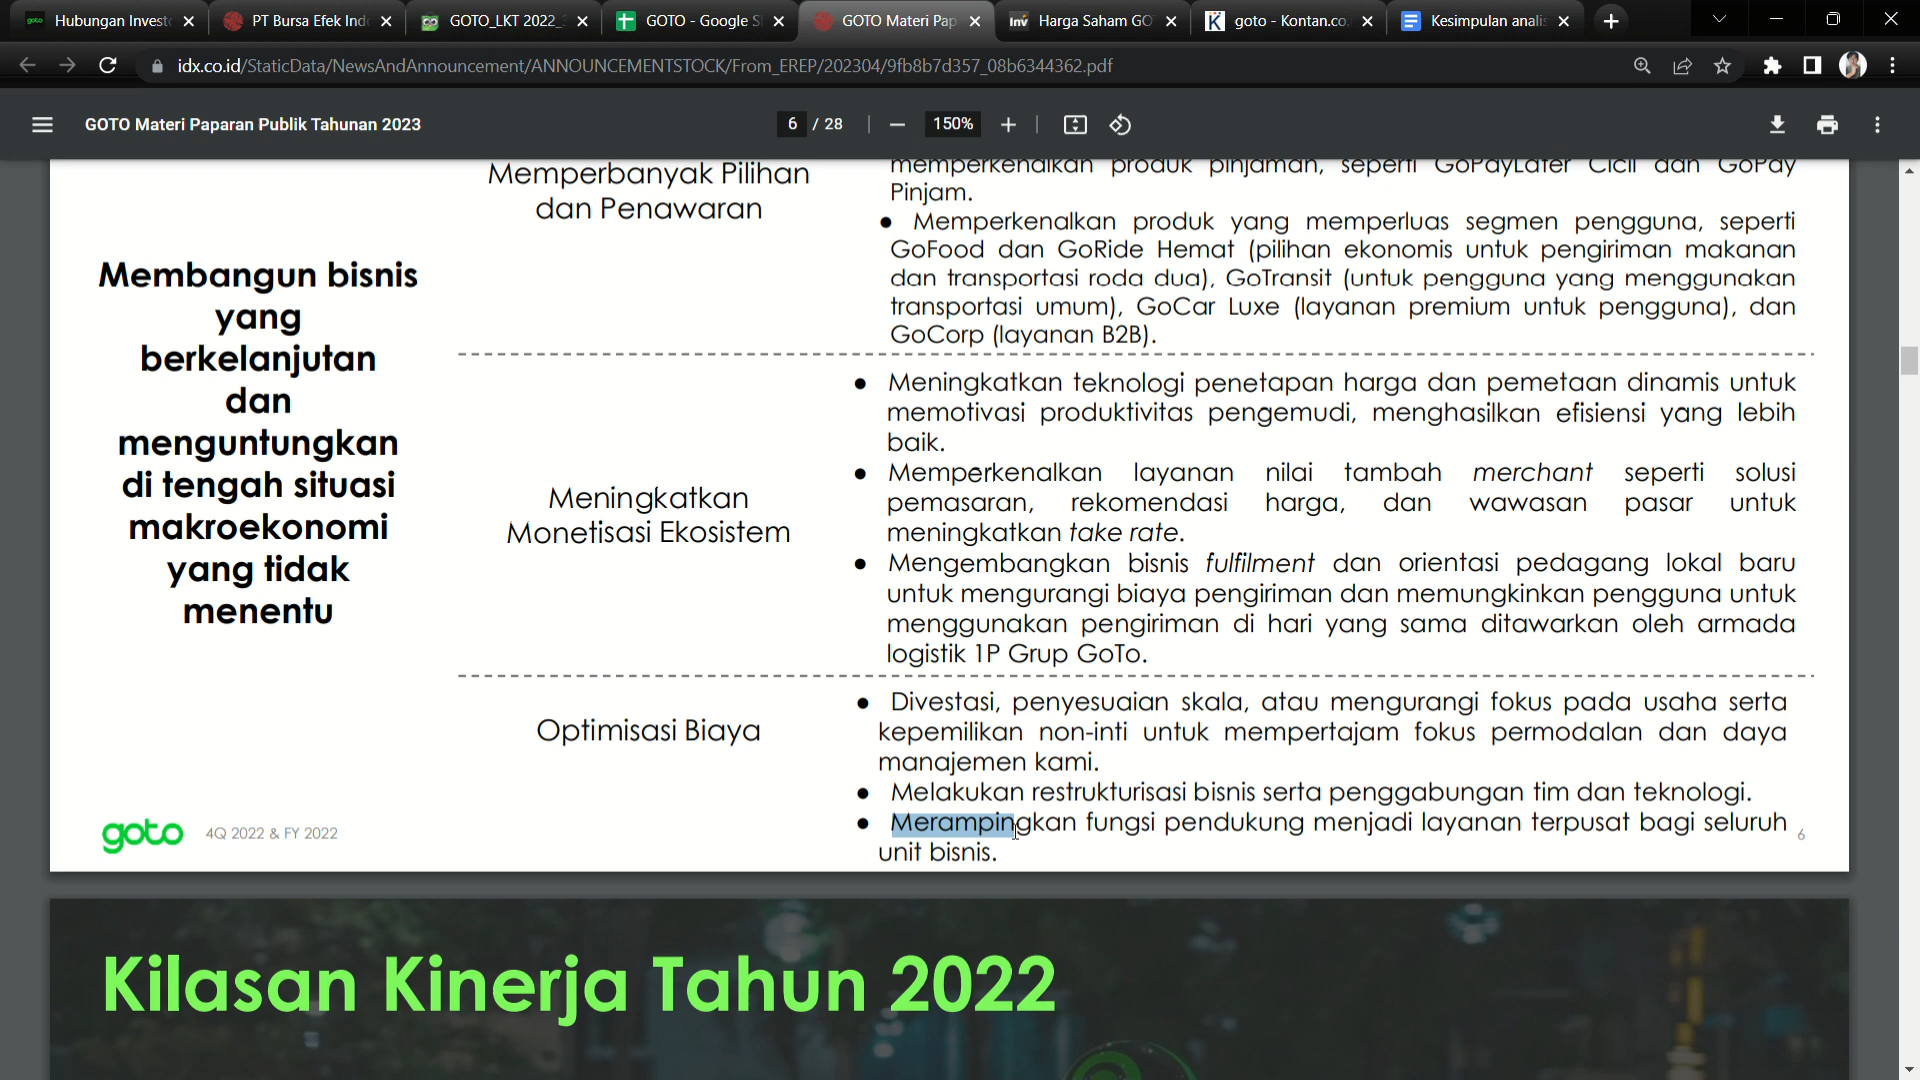 Hubungan Invest
PT Bursa Efek Ind
GOTO_LKT 2022_
GOTO - Google S
GOTO Materi Pap
Harga Saham GO
goto - Kontan.co.
Kesimpulan analis
idx.co.id/StaticData/NewsAndAnnouncement/ANNOUNCEMENTSTOCK/From_EREP/202304/9fb8b7d357_08b6344362.pdf
GOTO Materi Paparan Publik Tahunan 2023
6 / 28
150%
Memperbanyak Pilihan
dan Penawaran
memperkenalkan produk pinjaman, seperti GoPayLater Cicil dan GoPay
Pinjam.
● Memperkenalkan produk yang memperluas segmen pengguna, seperti
GoFood dan GoRide Hemat (pilihan ekonomis untuk pengiriman makanan
dan transportasi roda dua), GoTransit (untuk pengguna yang menggunakan
transportasi umum), GoCar Luxe (layanan premium untuk pengguna), dan
GoCorp (layanan B2B).
Membangun bisnis
yang
berkelanjutan
dan
menguntungkan
di tengah situasi
makroekonomi
yang tidak
menentu
Meningkatkan
Monetisasi Ekosistem
● Meningkatkan teknologi penetapan harga dan pemetaan dinamis untuk
memotivasi produktivitas pengemudi, menghasilkan efisiensi yang lebih
baik.
● Memperkenalkan layanan nilai tambah merchant seperti solusi
pemasaran, rekomendasi harga, dan wawasan pasar untuk
meningkatkan take rate.
● Mengembangkan bisnis fulfilment dan orientasi pedagang lokal baru
untuk mengurangi biaya pengiriman dan memungkinkan pengguna untuk
menggunakan pengiriman di hari yang sama ditawarkan oleh armada
logistik 1P Grup GoTo.
Optimisasi Biaya
● Divestasi, penyesuaian skala, atau mengurangi fokus pada usaha serta
kepemilikan non-inti untuk mempertajam fokus permodalan dan daya
manajemen kami.
● Melakukan restrukturisasi bisnis serta penggabungan tim dan teknologi.
● Merampingkan fungsi pendukung menjadi layanan terpusat bagi seluruh
unit bisnis.
goto
4Q 2022 & FY 2022
6
Kilasan Kinerja Tahun 2022